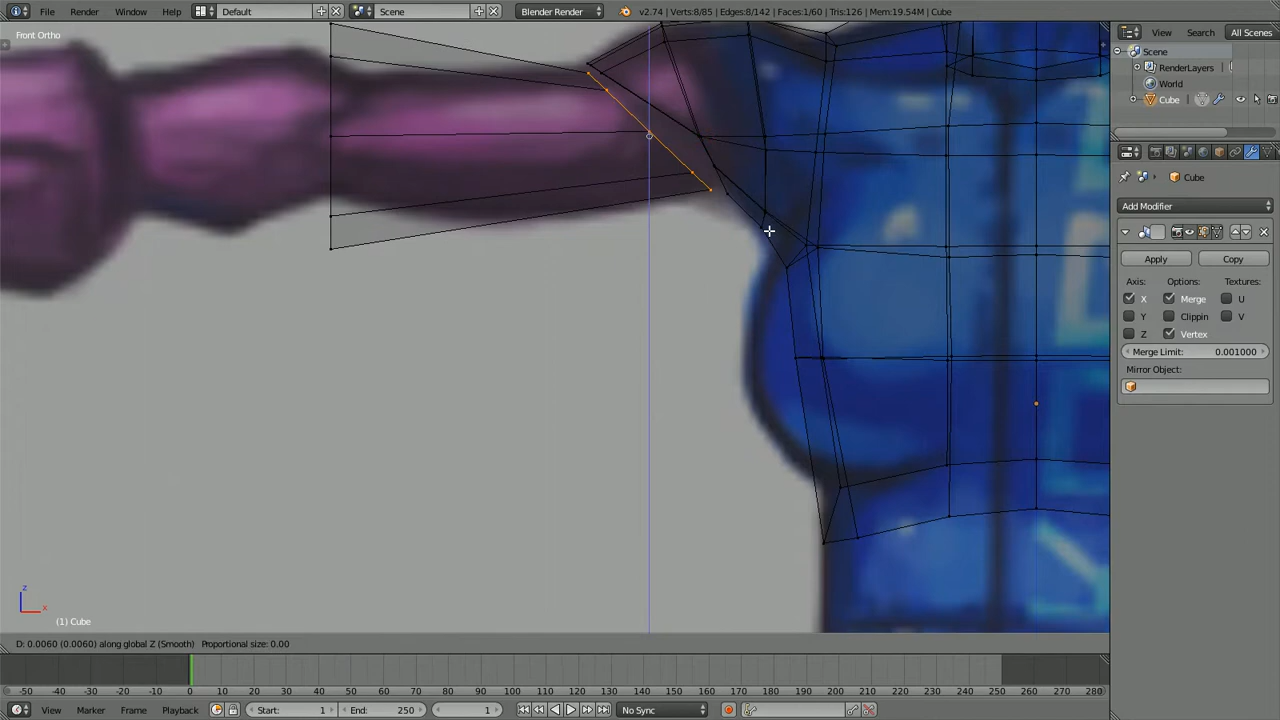 File Render Window Help Default Scene Blender Render v2.74 | Verts:8/85 | Edges:8/142 | Faces:1/60 | Tris:126 | Mem:19.54M | Cube
Front Ortho
View Search All Scenes
Scene
RenderLayers
World
Cube
Cube
Add Modifier
Apply Copy
Axis: Options: Textures:
X Merge U
Y Clippin V
Z Vertex
Merge Limit: 0.001000
Mirror Object:
z
x
(1) Cube
D: 0.0060 (0.0060) along global Z (Smooth) Proportional size: 0.00
-50 -40 -30 -20 -10 0 10 20 30 40 50 60 70 80 90 100 110 120 130 140 150 160 170 180 190 200 210 220 230 240 250 260 270 280
View Marker Frame Playback Start: 1 End: 250 1 No Sync